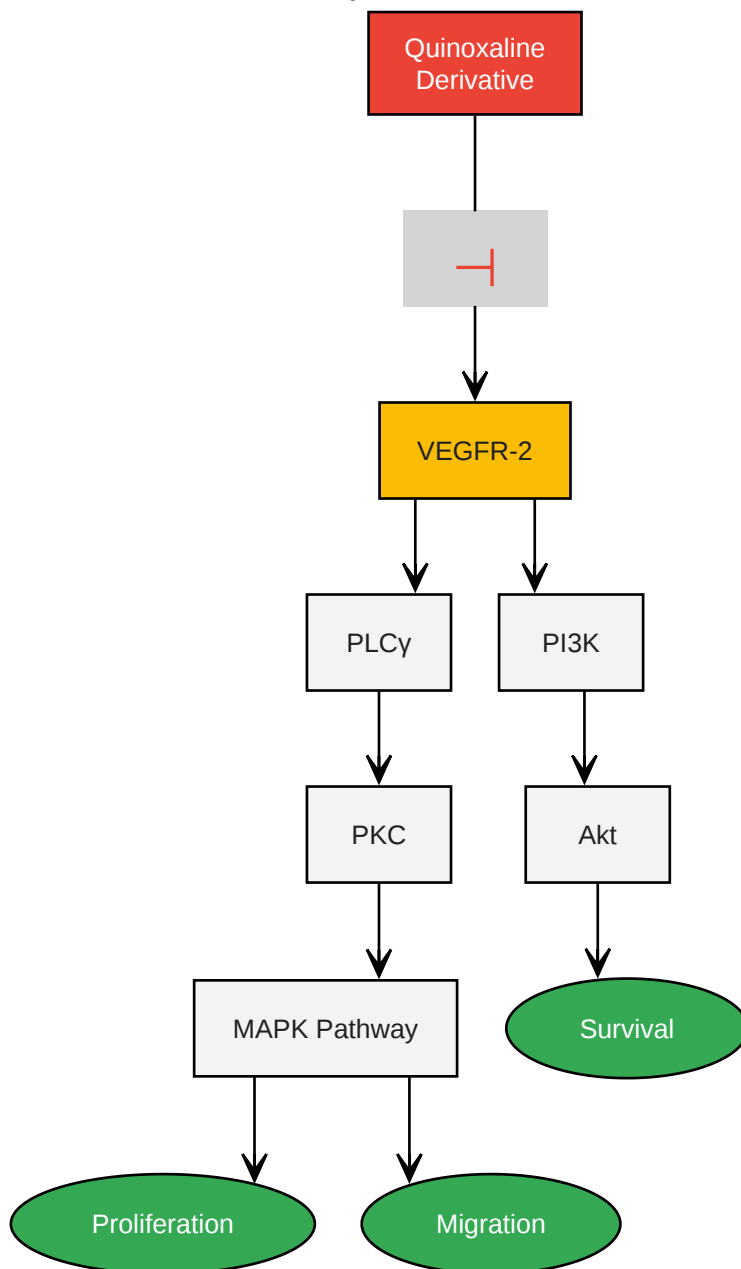 Quinoxaline
Derivative
VEGFR-2
PLCγ
PI3K
PKC
Akt
MAPK Pathway
Survival
Proliferation
Migration